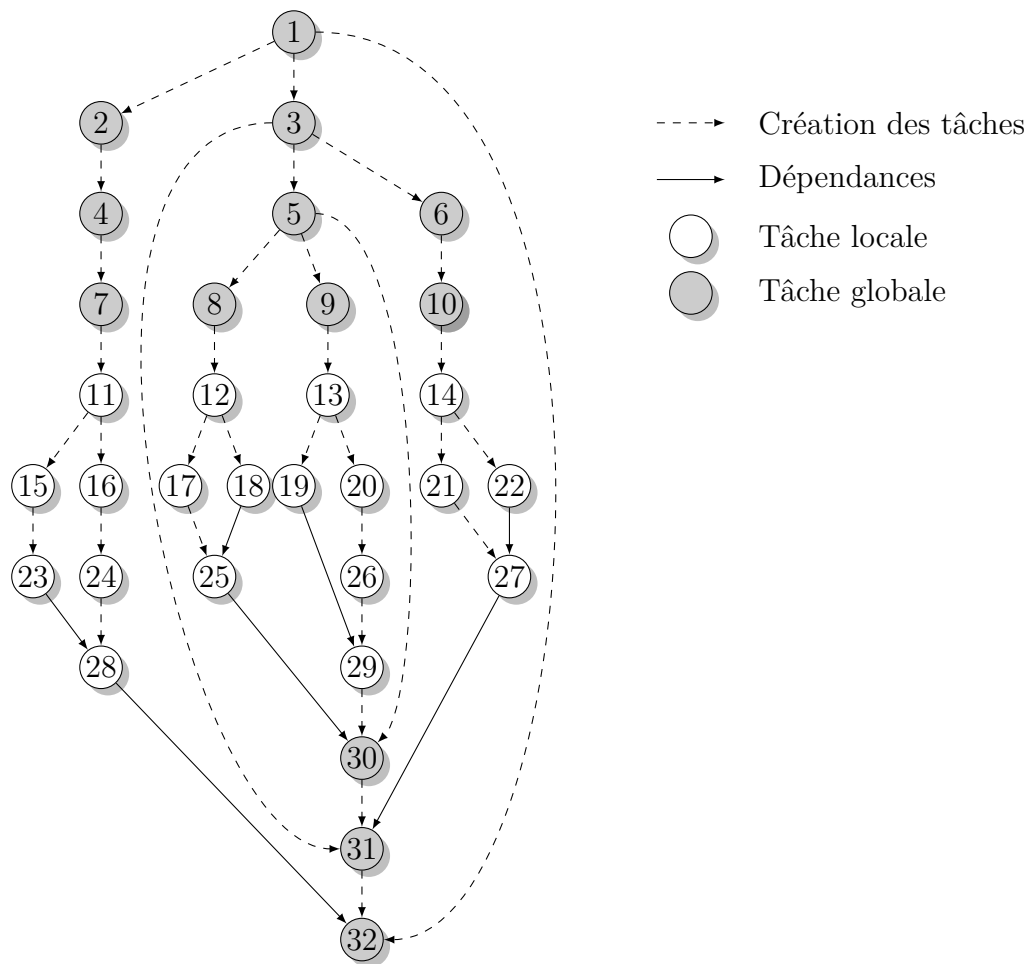 1
2 3 Création des tâches
Dépendances
4 5 6 Tâche locale
7 8 9 10 Tâche globale
11 12 13 14
15 16 17 18 19 20 21 22
23 24 25 26 27
28 29
30
31
32